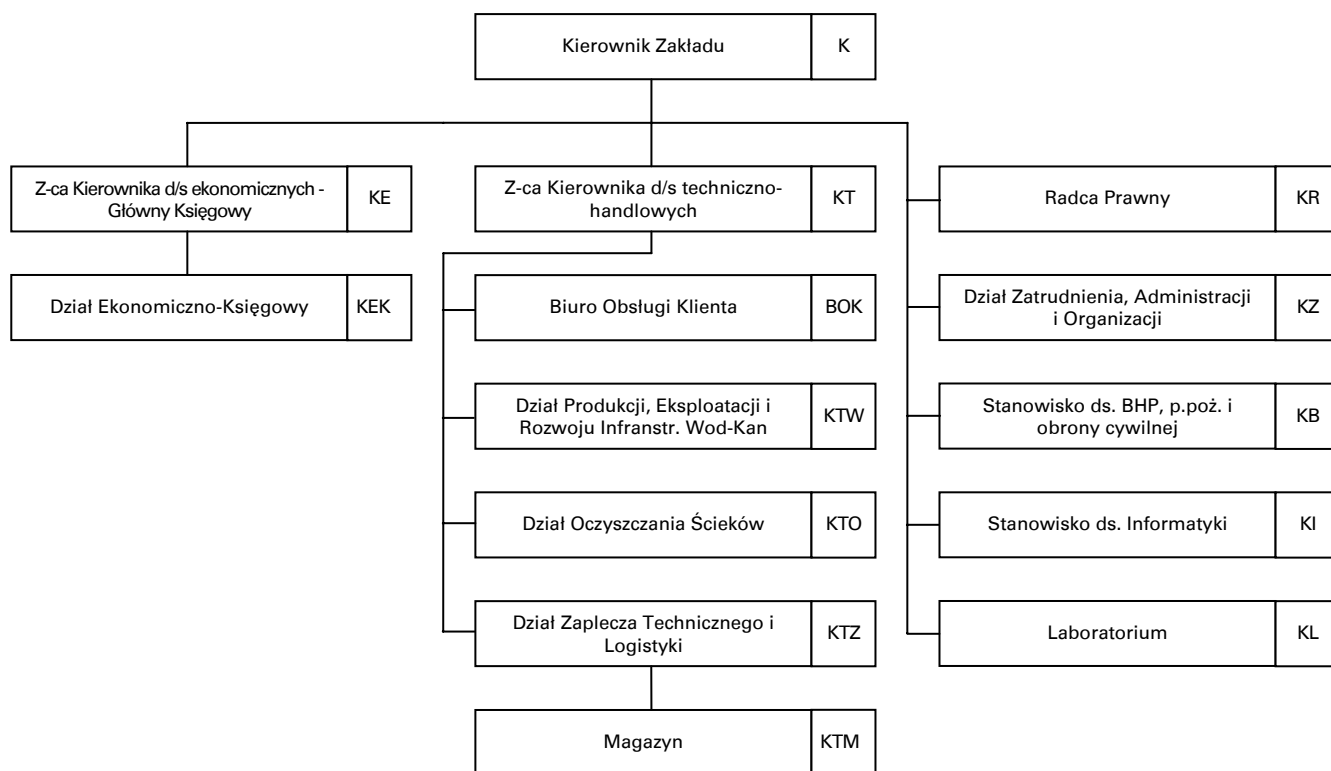 Kierownik Zakładu
K
Z-ca Kierownika d/s ekonomicznych -
Główny Księgowy
KE
Z-ca Kierownika d/s techniczno-
handlowych
KT
Radca Prawny
KR
Dział Ekonomiczno-Księgowy
KEK
Biuro Obsługi Klienta
BOK
Dział Zatrudnienia, Administracji
i Organizacji
KZ
Dział Produkcji, Eksploatacji i
Rozwoju Infranstr. Wod-Kan
KTW
Stanowisko ds. BHP, p.poż. i
obrony cywilnej
KB
Dział Oczyszczania Ścieków
KTO
Stanowisko ds. Informatyki
KI
Dział Zaplecza Technicznego i
Logistyki
KTZ
Laboratorium
KL
Magazyn
KTM